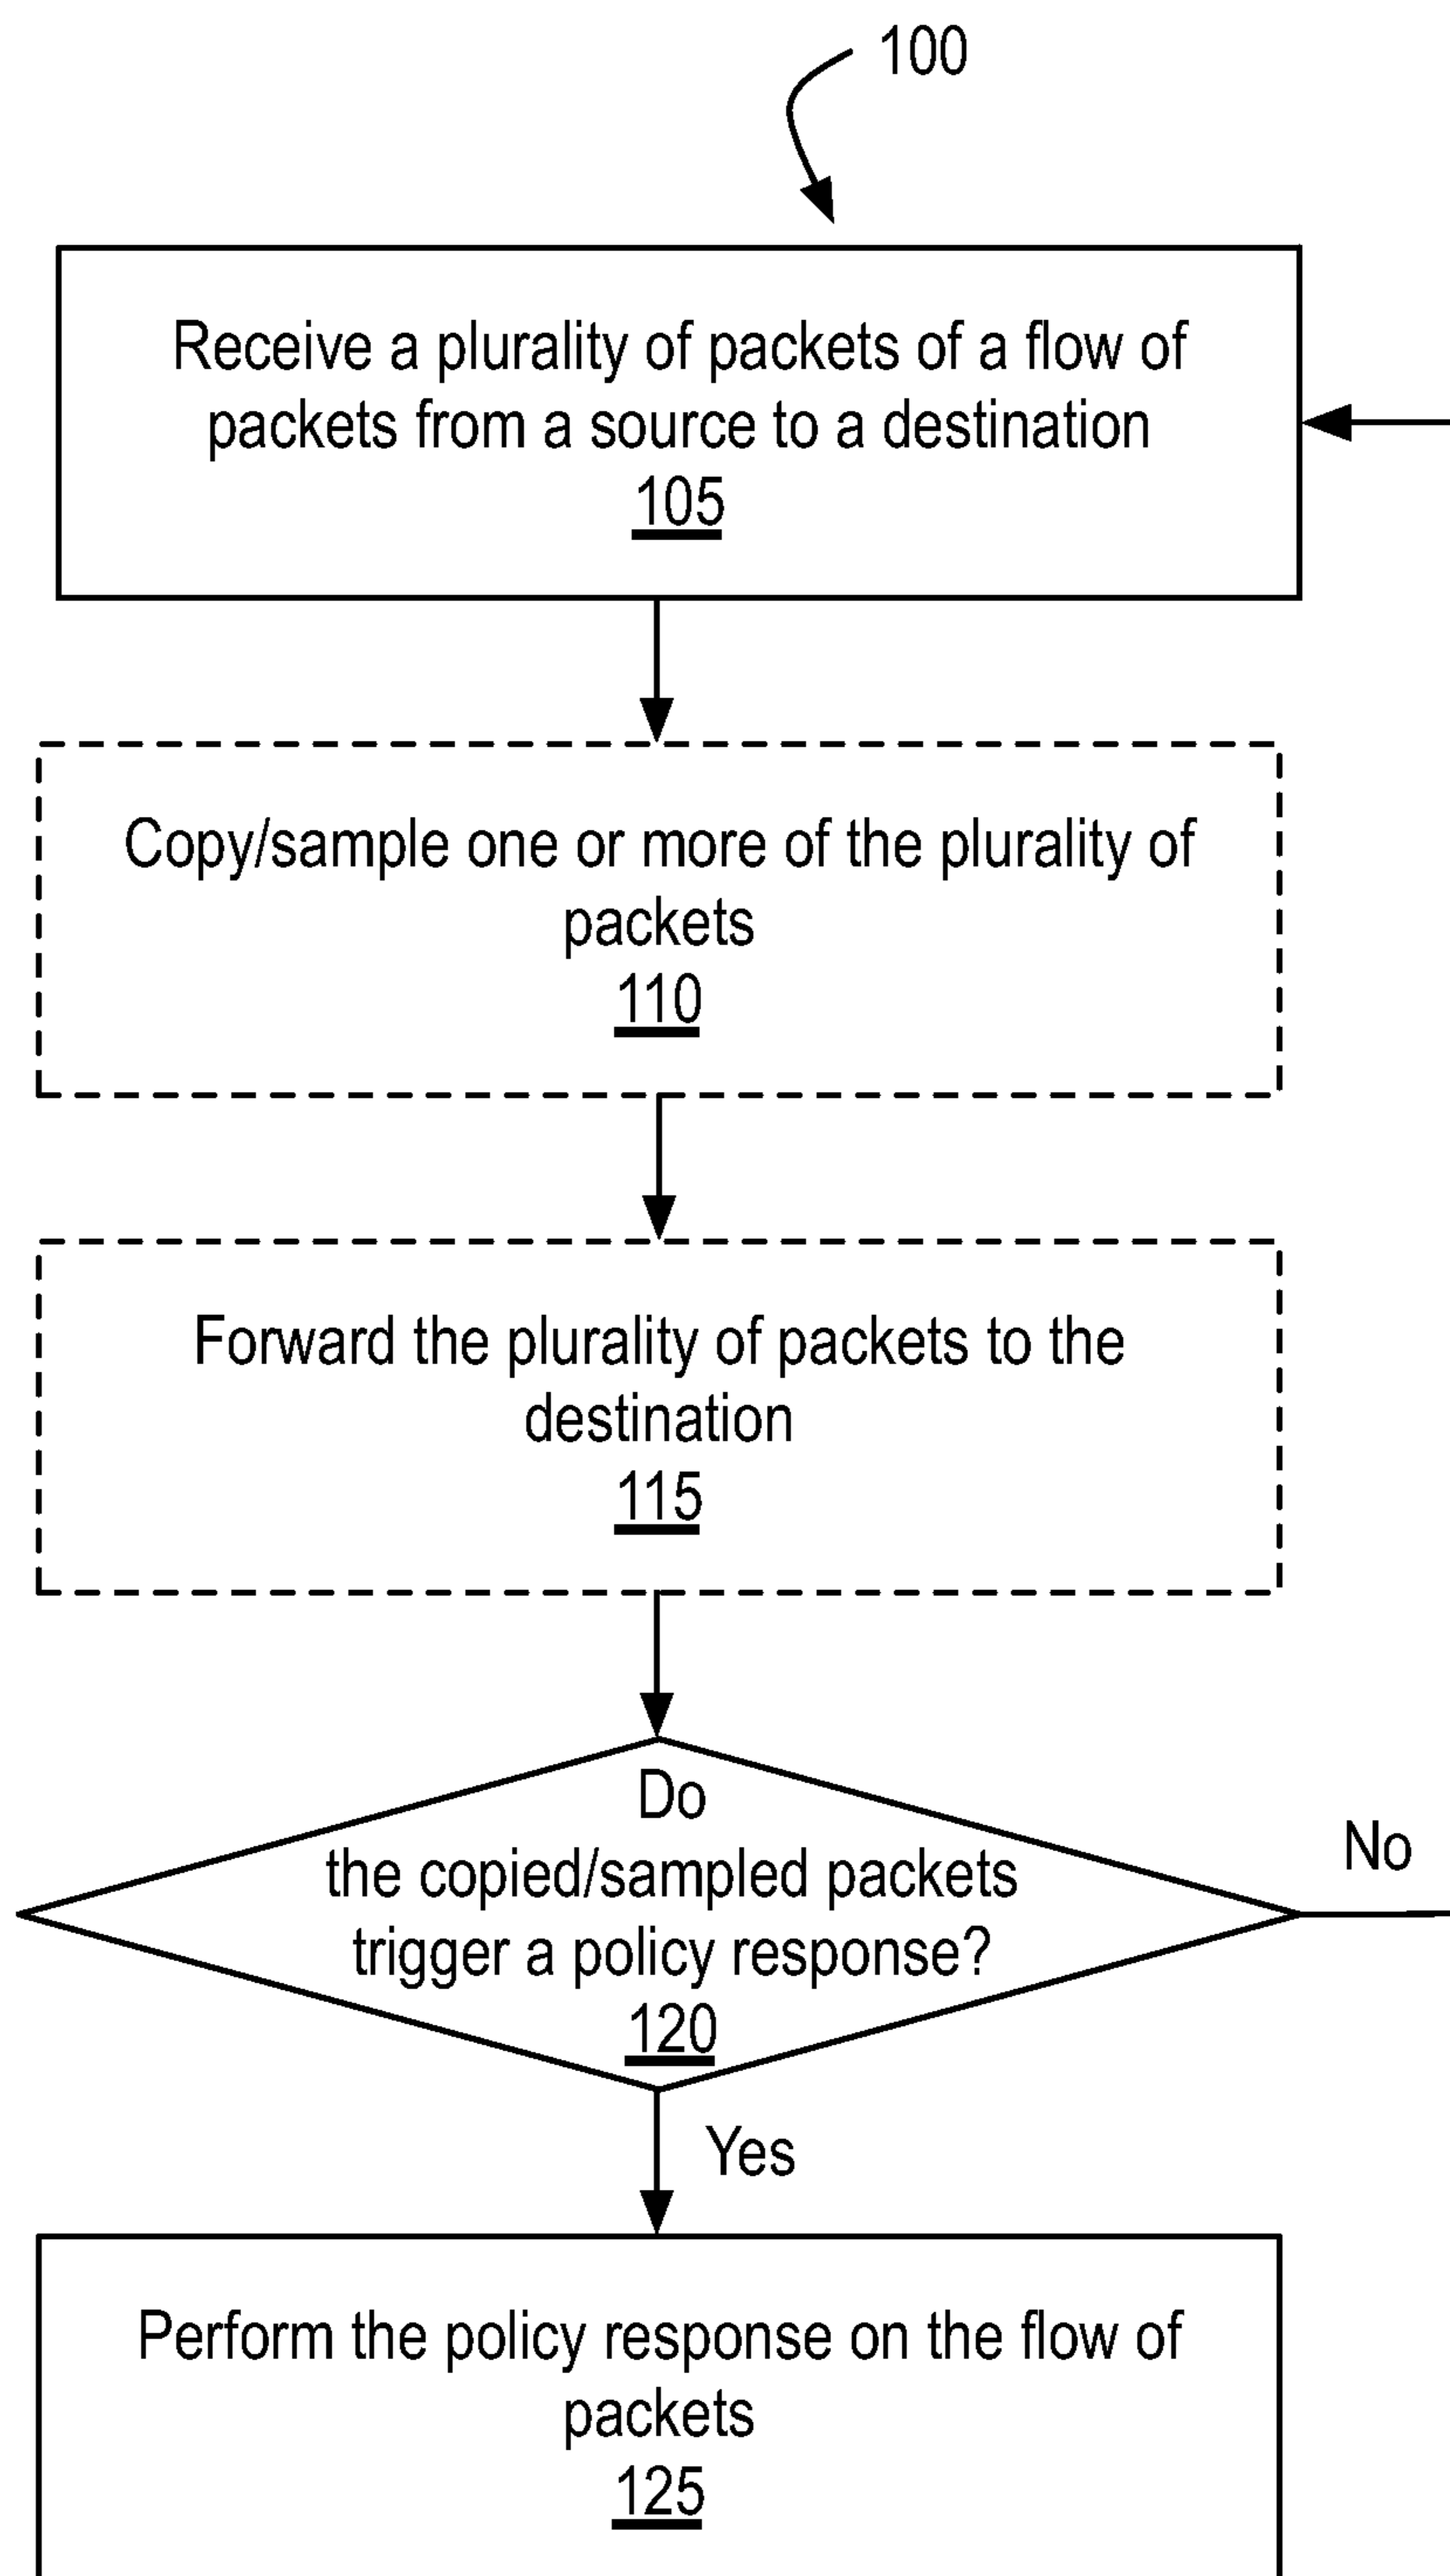 100
Receive a plurality of packets of a flow of
packets from a source to a destination
105
Copy/sample one or more of the plurality of
packets
110
Forward the plurality of packets to the
destination
115
Do
the copied/sampled packets
trigger a policy response?
120
No
Yes
Perform the policy response on the flow of
packets
125